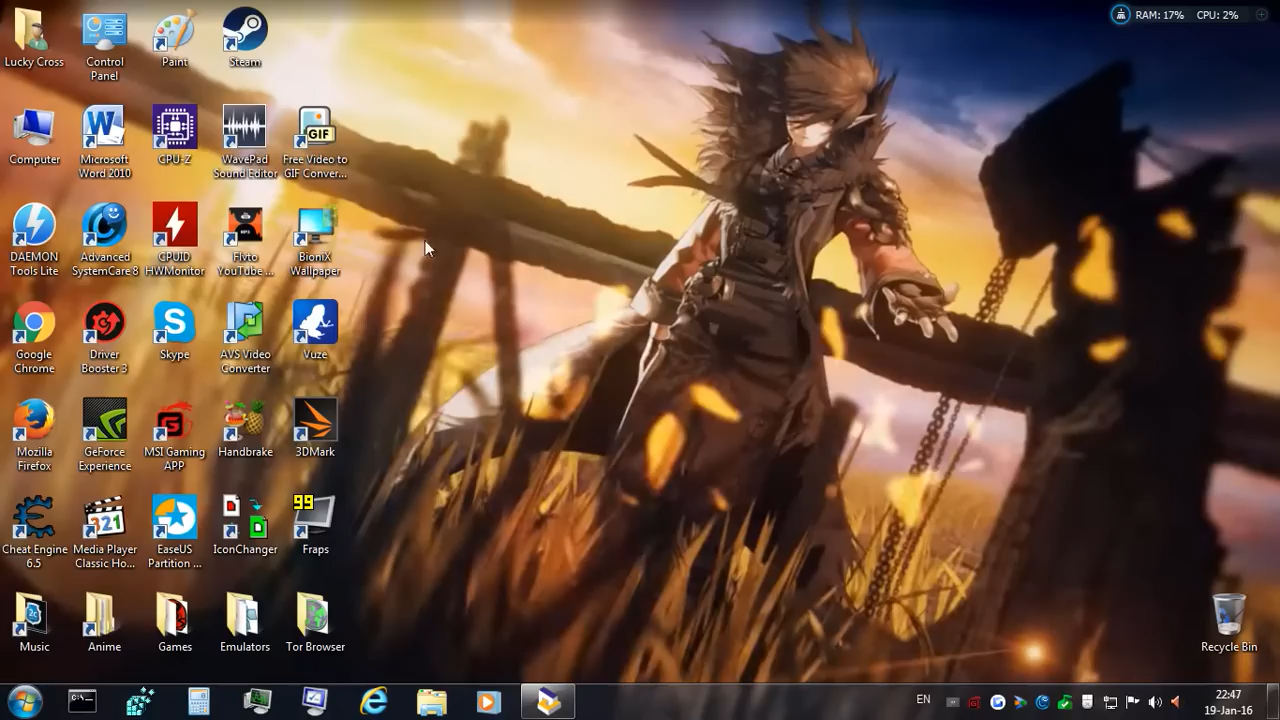 RAM: 17% CPU: 2%
Lucky Cross
Control
Panel
Paint
Steam
Computer
Microsoft
Word 2010
CPU-Z
WavePad
Sound Editor
GIF
Free Video to
GIF Conver...
DAEMON
Tools Lite
Advanced
SystemCare 8
CPUID
HWMonitor
Flvto
YouTube ...
BioniX
Wallpaper
Google
Chrome
Driver
Booster 3
Skype
AVS Video
Converter
Vuze
Mozilla
Firefox
GeForce
Experience
MSI Gaming
APP
Handbrake
3DMark
Cheat Engine
6.5
321
Media Player
Classic Ho...
EaseUS
Partition ...
IconChanger
99
Fraps
Music
Anime
Games
Emulators
Tor Browser
Recycle Bin
EN
22:47
19-Jan-16